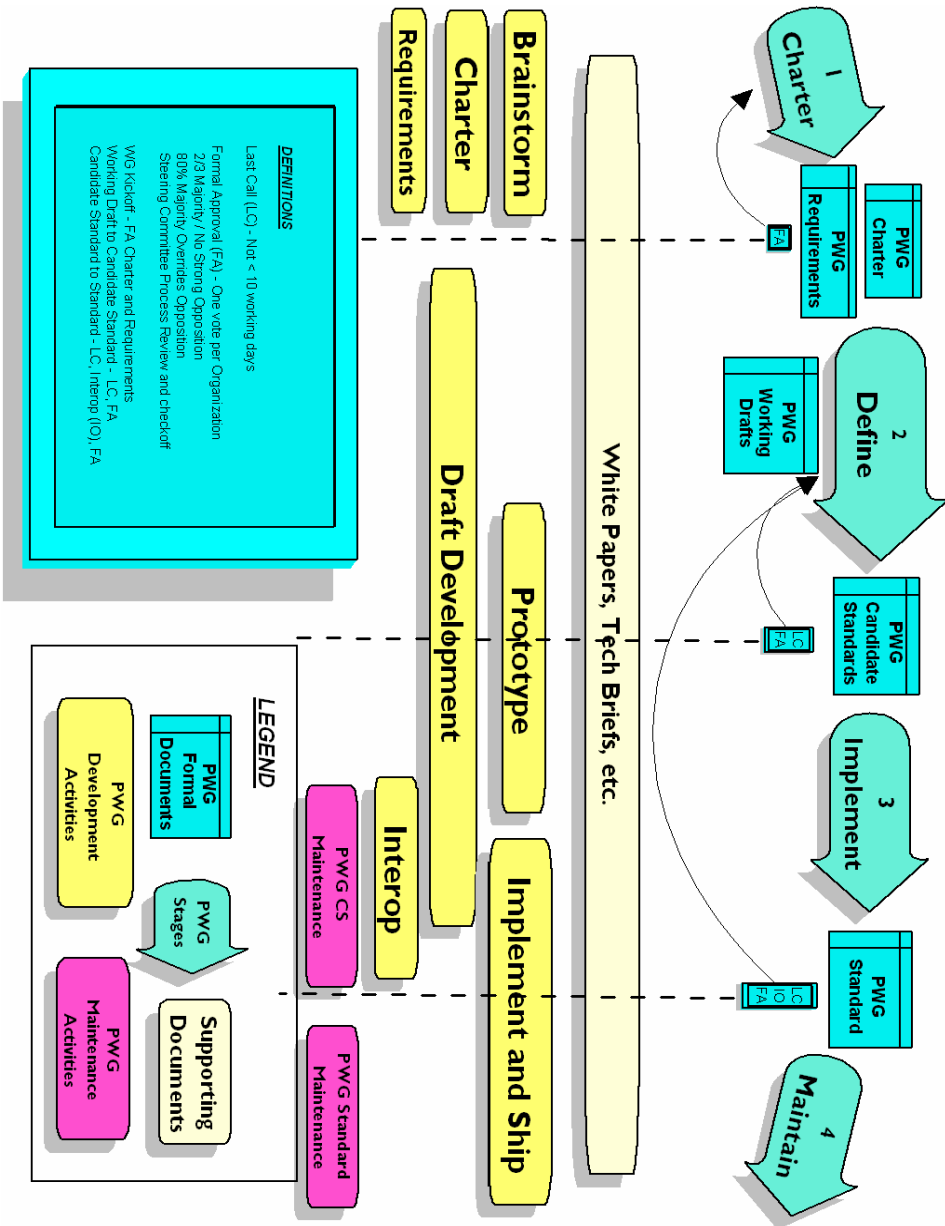 1
Charter
2
Define
3
Implement
4
Maintain
PWG
Charter
PWG
Requirements
PWG
Working
Drafts
PWG
Candidate
Standards
PWG
Standard
FA
LC
FA
LC
IO
FA
White Papers, Tech Briefs, etc.
Brainstorm
Charter
Requirements
Prototype
Implement and Ship
Draft Development
Interop
PWG CS
Maintenance
PWG Standard
Maintenance
DEFINITIONS
Last Call (LC) - Not < 10 working days
Formal Approval (FA) - One vote per Organization
2/3 Majority / No Strong Opposition
80% Majority Overrides Opposition
Steering Committee Process Review and checkoff
WG Kickoff - FA Charter and Requirements
Working Draft to Candidate Standard - LC, FA
Candidate Standard to Standard - LC, Interop (IO), FA
LEGEND
PWG
Formal
Documents
PWG
Stages
Supporting
Documents
PWG
Development
Activities
PWG
Maintenance
Activities